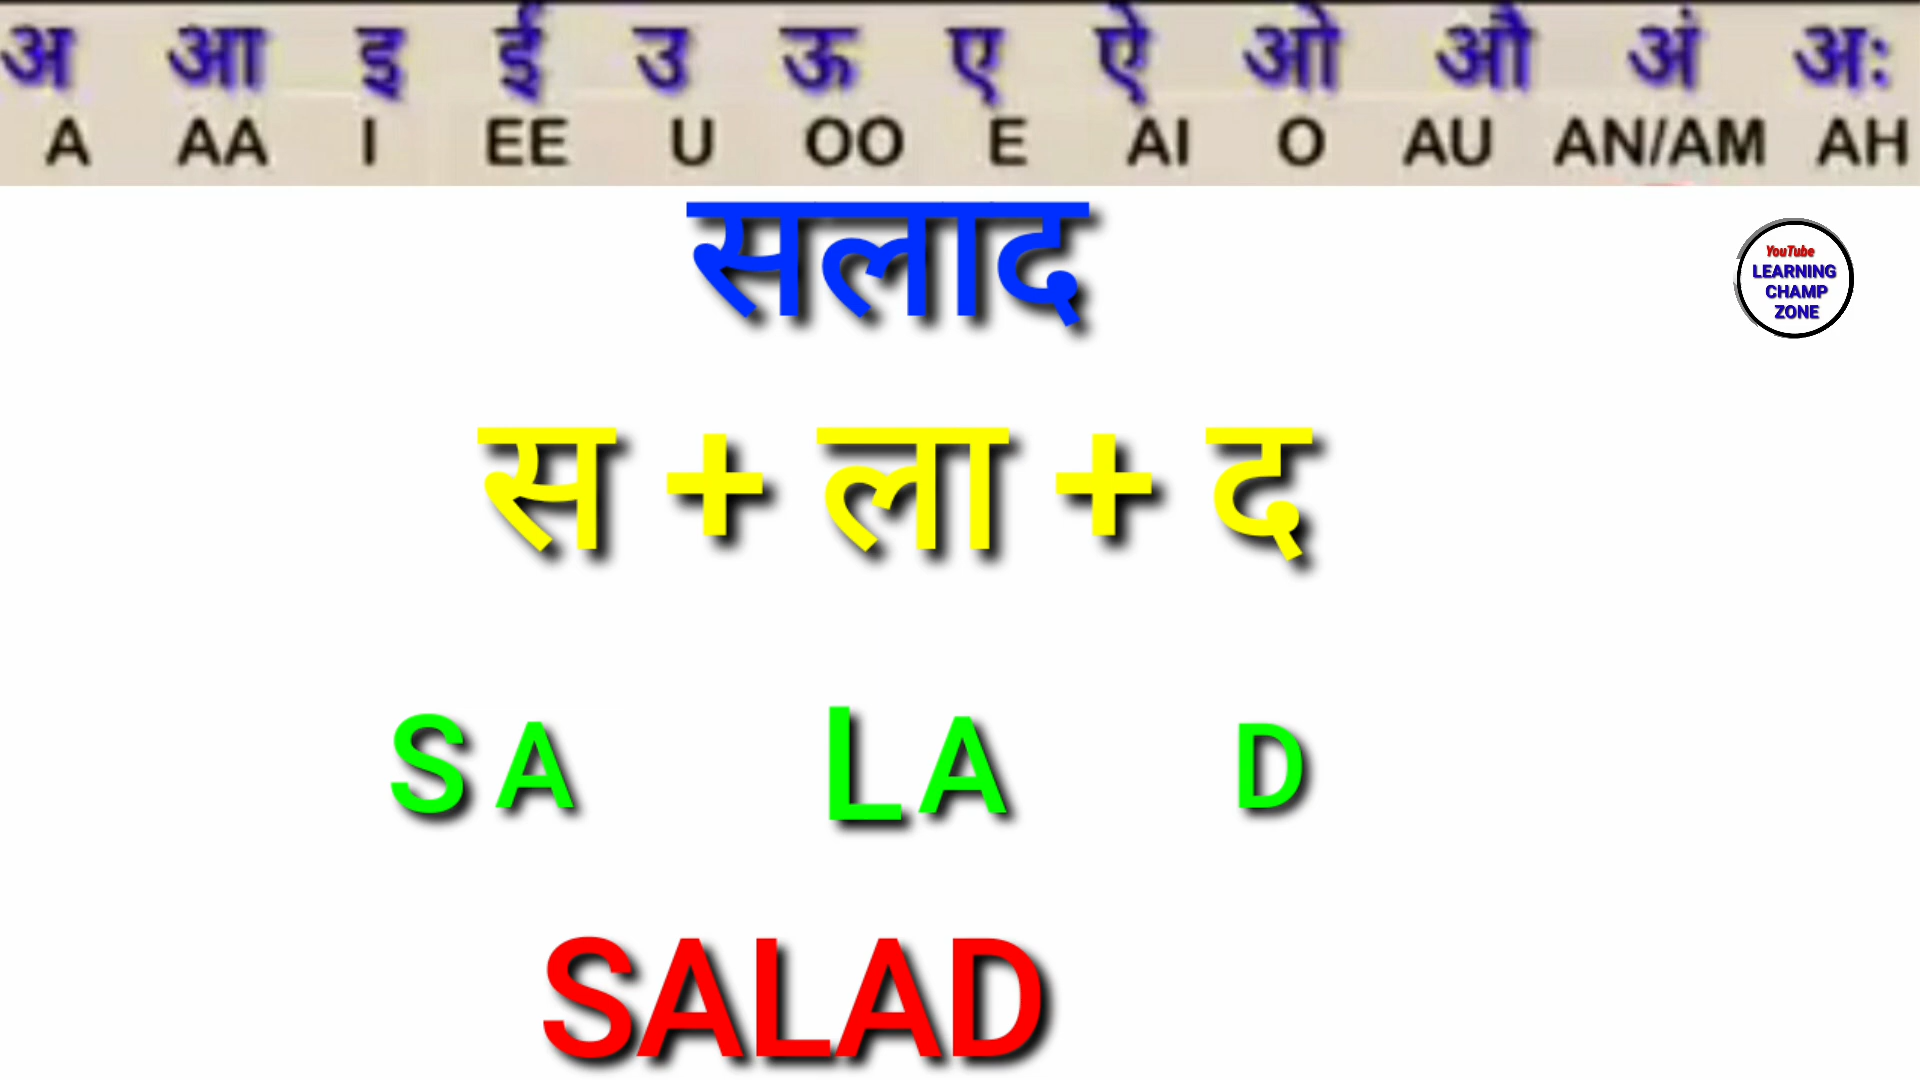 अ आ इ ई उ ऊ ए ऐ ओ औ अं अः
A AA I EE U OO E AI O AU AN/AM AH
सलाद
YouTube
LEARNING
CHAMP
ZONE
स + ला + द
SA LA D
SALAD